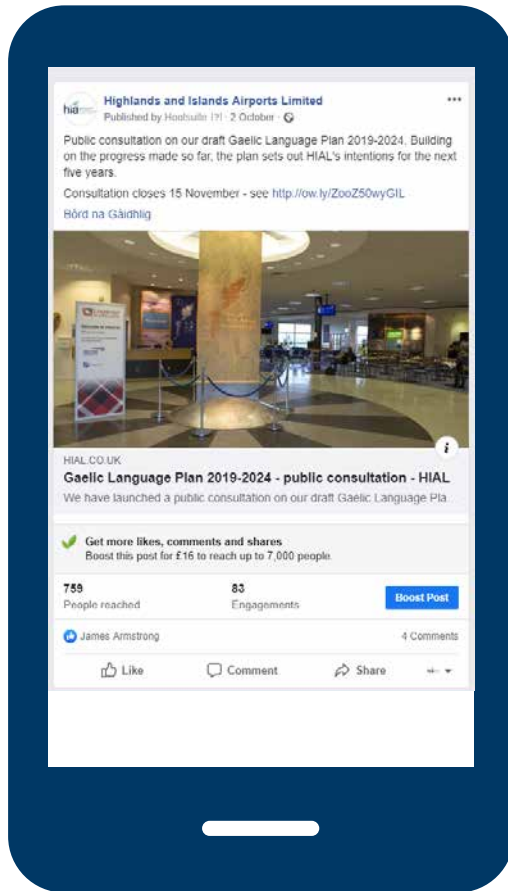 hia
Highlands and Islands Airports Limited
Published by Hootsuite [?] · 2 October ·
Public consultation on our draft Gaelic Language Plan 2019-2024. Building
on the progress made so far, the plan sets out HIAL's intentions for the next
five years.
Consultation closes 15 November - see http://ow.ly/ZooZ50wyGIL
Bòrd na Gàidhlig
i
HIAL.CO.UK
Gaelic Language Plan 2019-2024 - public consultation - HIAL
We have launched a public consultation on our draft Gaelic Language Pla...
Get more likes, comments and shares
Boost this post for £16 to reach up to 7,000 people.
759
People reached
83
Engagements
Boost Post
James Armstrong
4 Comments
Like
Comment
Share